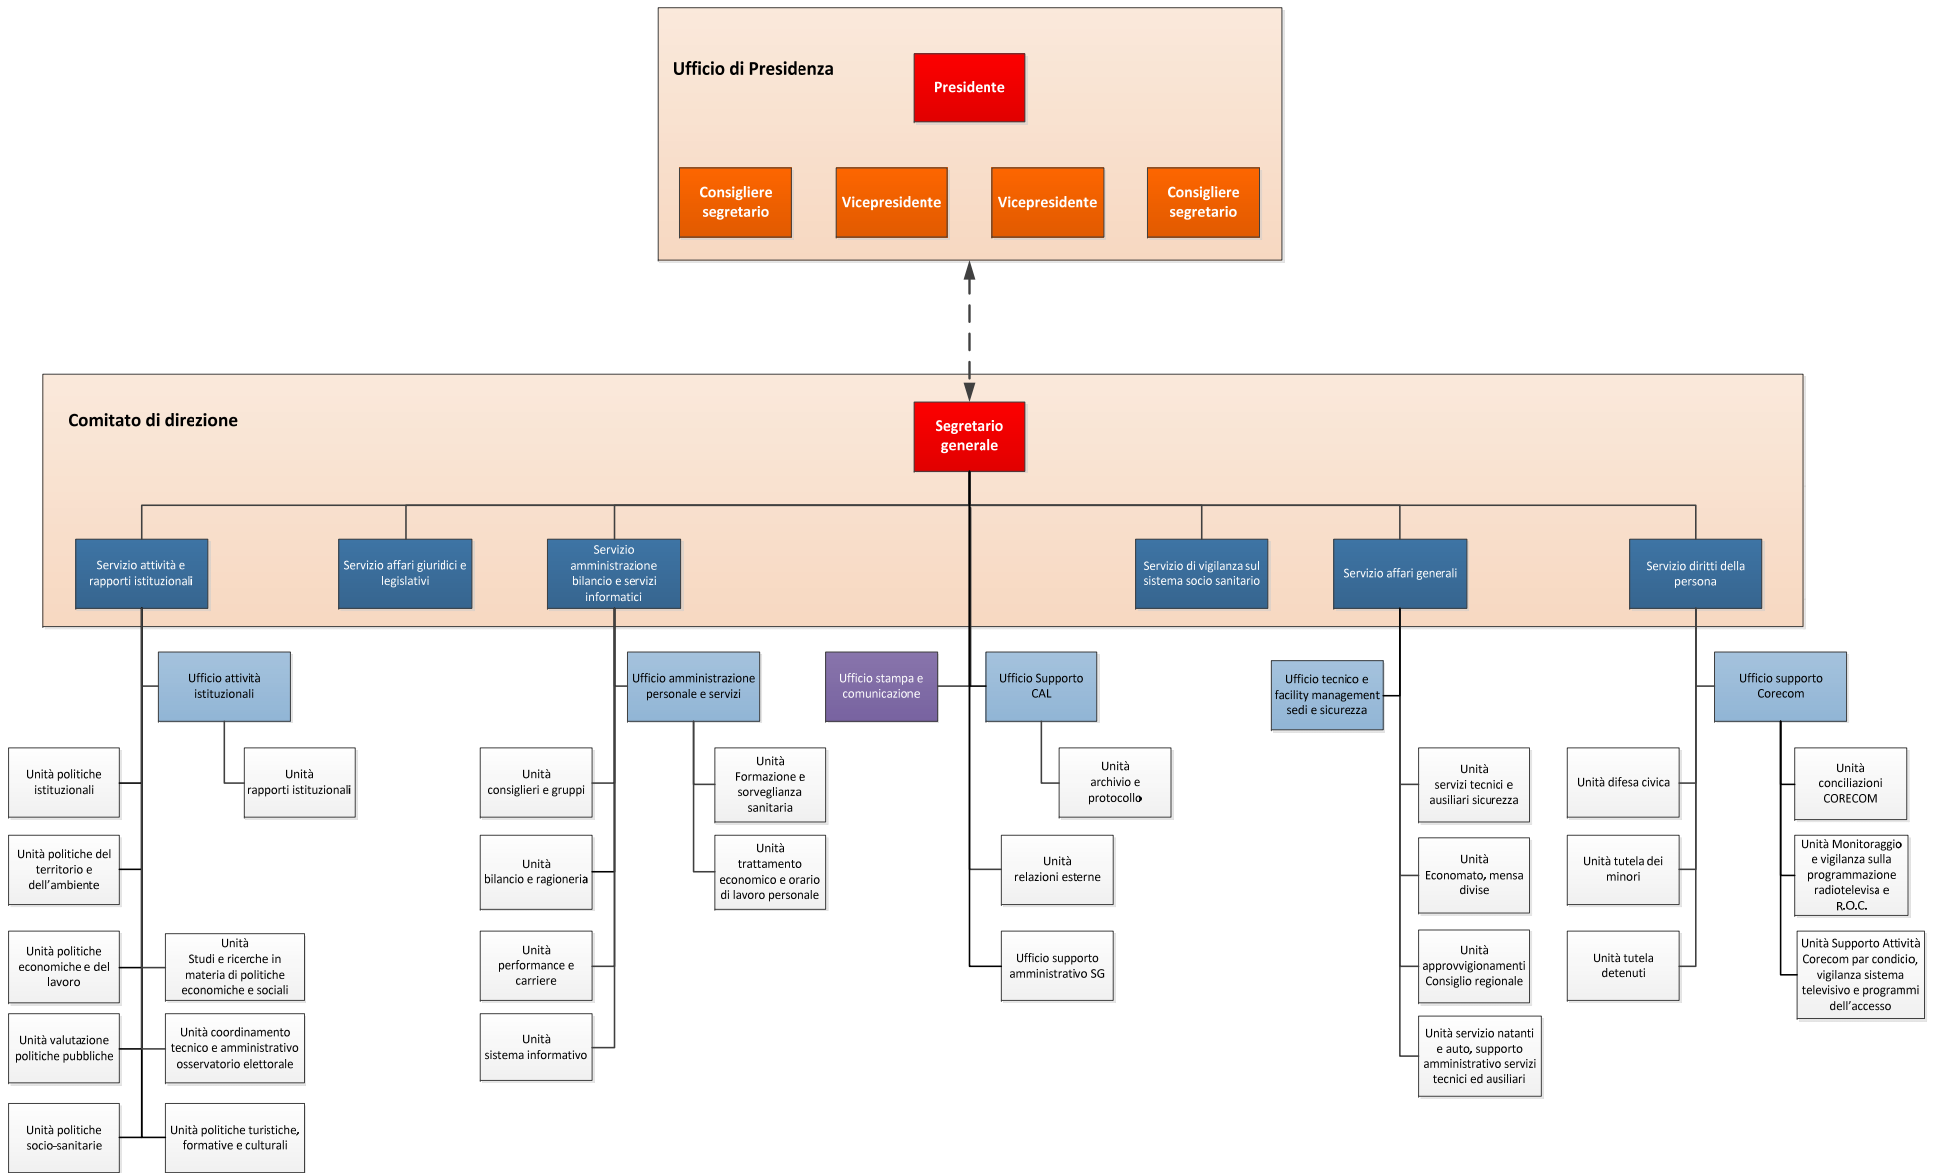 Ufficio di Presidenza
Presidente
Consigliere
segretario
Vicepresidente
Vicepresidente
Consigliere
segretario
Comitato di direzione
Segretario
generale
Servizio attività e
rapporti istituzionali
Servizio affari giuridici e
legislativi
Servizio
amministrazione
bilancio e servizi
informatici
Servizio di vigilanza sul
sistema socio sanitario
Servizio affari generali
Servizio diritti della
persona
Ufficio attività
istituzionali
Ufficio amministrazione
personale e servizi
Ufficio stampa e
comunicazione
Ufficio Supporto
CAL
Ufficio tecnico e
facility management
sedi e sicurezza
Ufficio supporto
Corecom
Unità politiche
istituzionali
Unità
rapporti istituzionali
Unità
consiglieri e gruppi
Unità
Formazione e
sorveglianza
sanitaria
Unità
archivio e
protocollo
Unità
servizi tecnici e
ausiliari sicurezza
Unità difesa civica
Unità
conciliazioni
CORECOM
Unità politiche del
territorio e
dell'ambiente
Unità
bilancio e ragioneria
Unità
trattamento
economico e orario
di lavoro personale
Unità
relazioni esterne
Unità
Economato, mensa
divise
Unità tutela dei
minori
Unità Monitoraggio
e vigilanza sulla
programmazione
radiotelevisa e
R.O.C.
Unità politiche
economiche e del
lavoro
Unità
Studi e ricerche in
materia di politiche
economiche e sociali
Unità
performance e
carriere
Ufficio supporto
amministrativo SG
Unità
approvvigionamenti
Consiglio regionale
Unità tutela
detenuti
Unità Supporto Attività
Corecom par condicio,
vigilanza sistema
televisivo e programmi
dell'accesso
Unità valutazione
politiche pubbliche
Unità coordinamento
tecnico e amministrativo
osservatorio elettorale
Unità
sistema informativo
Unità servizio natanti
e auto, supporto
amministrativo servizi
tecnici ed ausiliari
Unità politiche
socio-sanitarie
Unità politiche turistiche,
formative e culturali